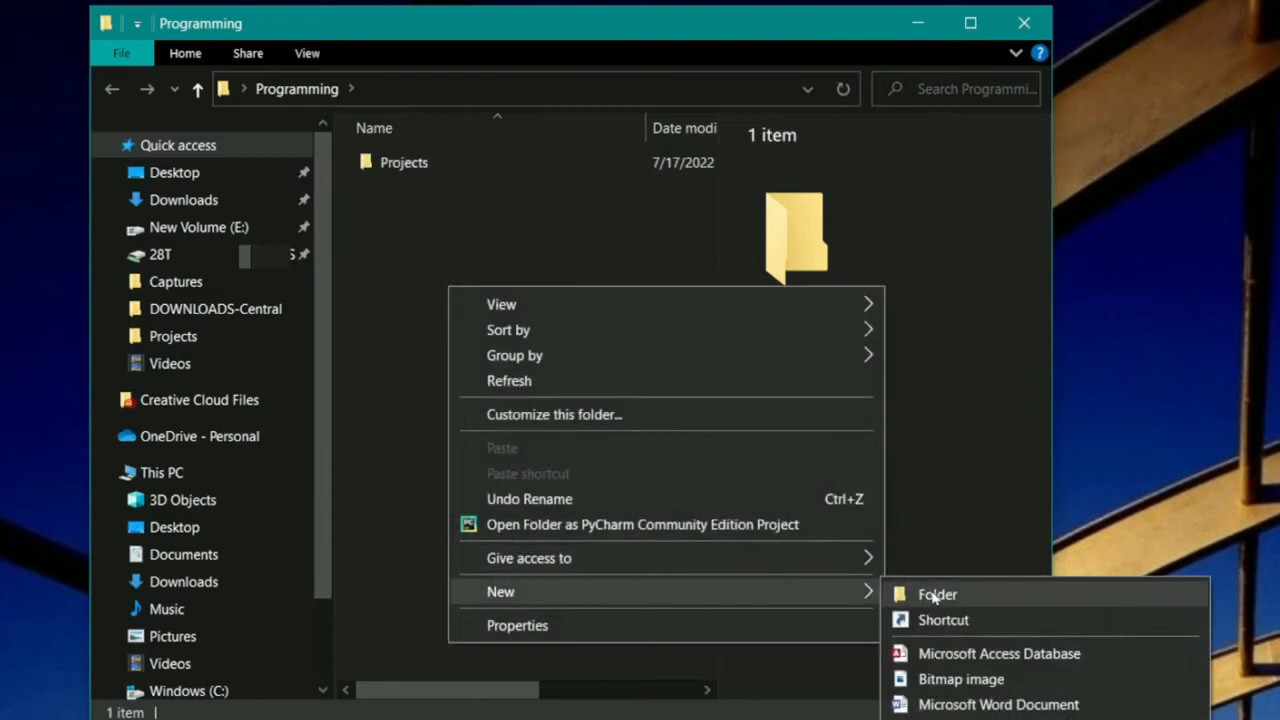 Programming
File Home Share View
Programming
Search Programmi...
Name
Date modi
1 item
Projects
7/17/2022
Quick access
Desktop
Downloads
New Volume (E:)
28T
Captures
DOWNLOADS-Central
Projects
Videos
Creative Cloud Files
OneDrive - Personal
This PC
3D Objects
Desktop
Documents
Downloads
Music
Pictures
Videos
Windows (C:)
1 item
View
Sort by
Group by
Refresh
Customize this folder...
Paste
Paste shortcut
Undo Rename Ctrl+Z
Open Folder as PyCharm Community Edition Project
Give access to
New
Properties
Folder
Shortcut
Microsoft Access Database
Bitmap image
Microsoft Word Document